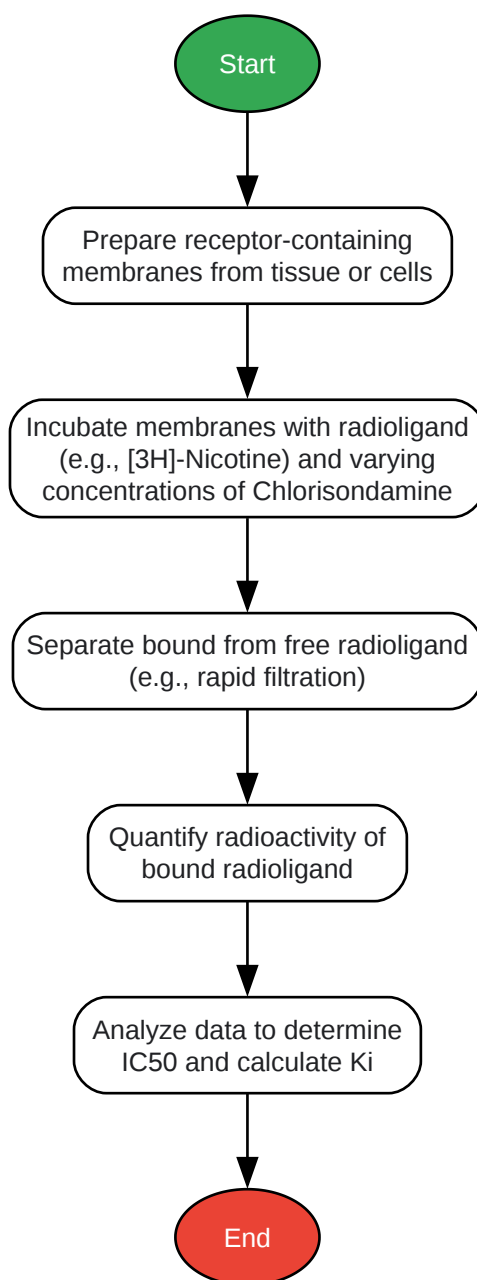 Start
Prepare receptor-containing
membranes from tissue or cells
Incubate membranes with radioligand
(e.g., [3H]-Nicotine) and varying
concentrations of Chlorisondamine
Separate bound from free radioligand
(e.g., rapid filtration)
Quantify radioactivity of
bound radioligand
Analyze data to determine
IC50 and calculate Ki
End